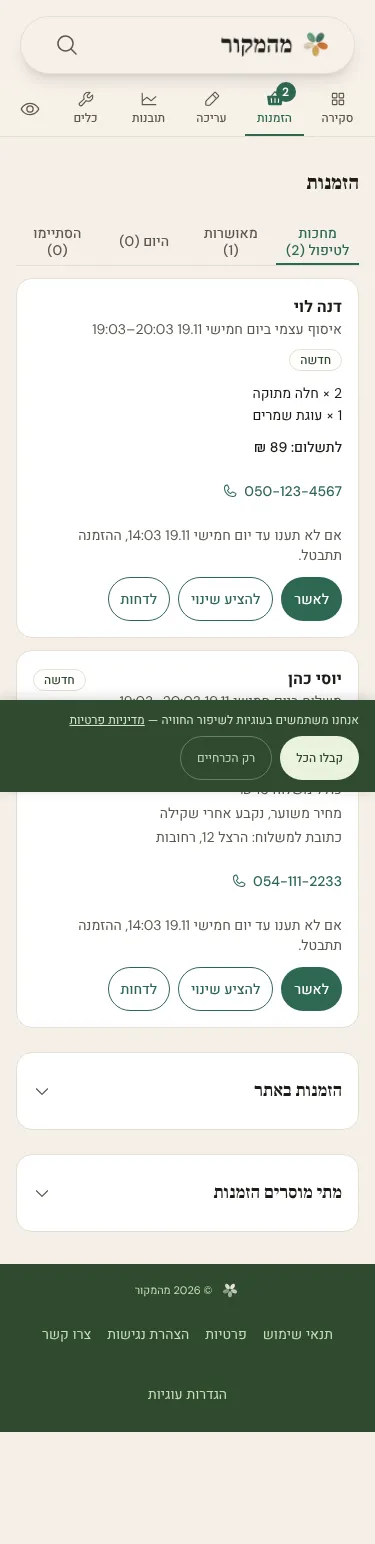 מהמקור
סקירה
2
הזמנות
עריכה
תובנות
כלים
הזמנות
מחכות
לטיפול (2)
מאושרות
(1)
היום (0)
הסתיימו
(0)
דנה לוי
איסוף עצמי ביום חמישי 19.11 19:03–20:03
חדשה
2 × חלה מתוקה
1 × עוגת שמרים
לתשלום: 89 ₪
050-123-4567
אם לא תענו עד יום חמישי 19.11 14:03, ההזמנה
תתבטל.
לאשר
להציע שינוי
לדחות
יוסי כהן
חדשה
אנחנו משתמשים בעוגיות לשיפור החוויה — מדיניות פרטיות
קבלו הכל
רק הכרחיים
מחיר משוער, נקבע אחרי שקילה
כתובת למשלוח: הרצל 12, רחובות
054-111-2233
אם לא תענו עד יום חמישי 19.11 14:03, ההזמנה
תתבטל.
לאשר
להציע שינוי
לדחות
הזמנות באתר
מתי מוסרים הזמנות
© 2026 מהמקור
תנאי שימוש
פרטיות
הצהרת נגישות
צרו קשר
הגדרות עוגיות